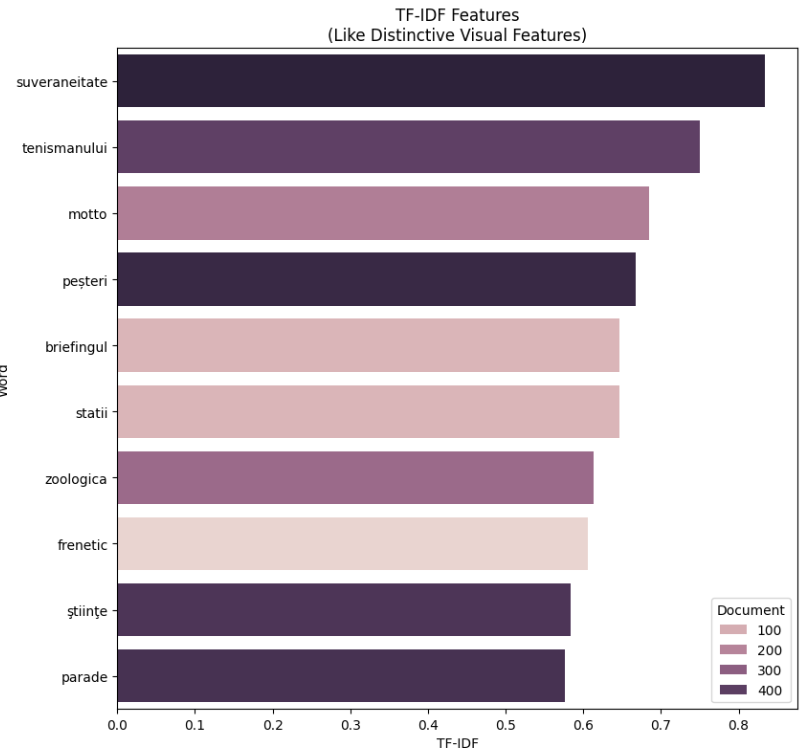 TF-IDF Features
(Like Distinctive Visual Features)
suveraneitate
tenismanului
motto
peșteri
briefingul
statii
zoologica
frenetic
ştiinţe
parade
Word
0.0 0.1 0.2 0.3 0.4 0.5 0.6 0.7 0.8
TF-IDF
Document
100
200
300
400